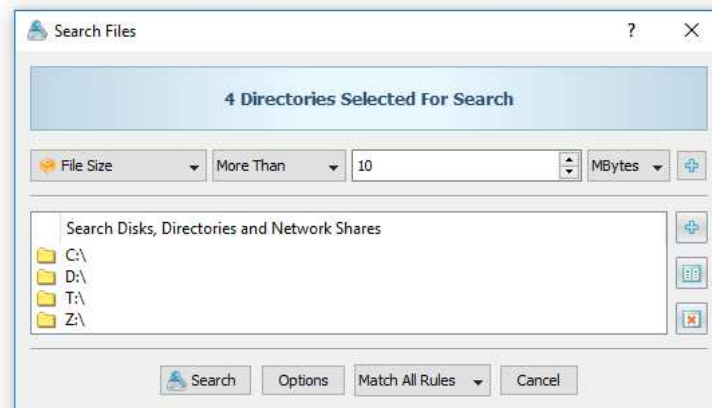 Search Files ?
4 Directories Selected For Search
File Size More Than 10 MBytes
Search Disks, Directories and Network Shares
C:\
D:\
T:\
Z:\
Search Options Match All Rules Cancel